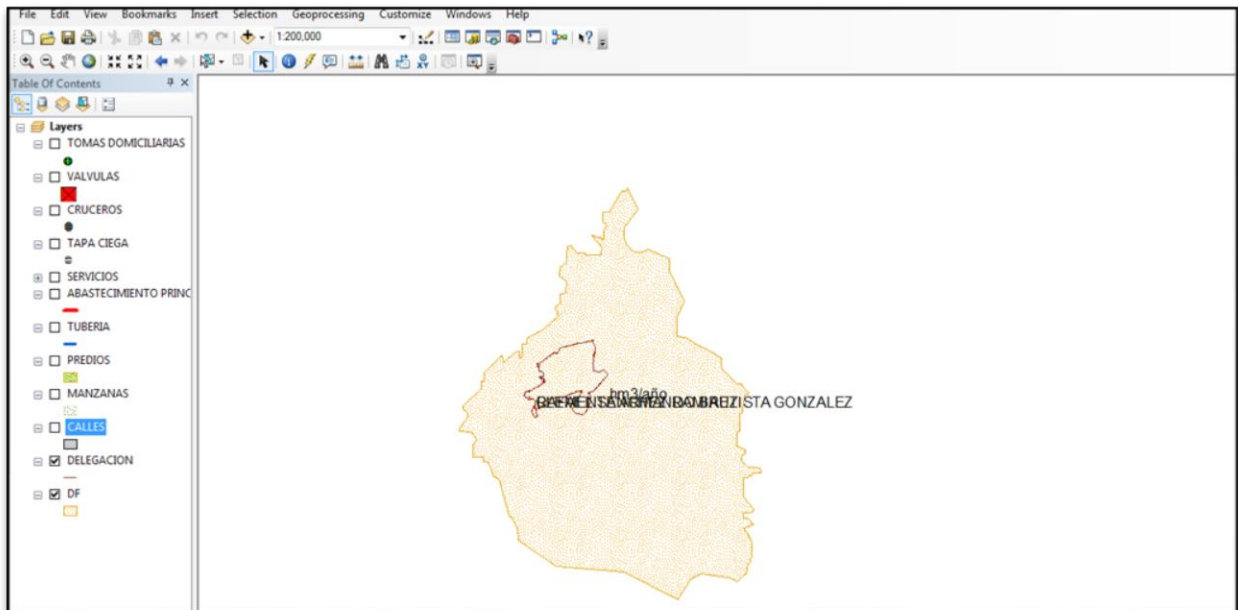 File Edit View Bookmarks Insert Selection Geoprocessing Customize Windows Help
1:200,000
Table Of Contents
Layers
TOMAS DOMICILIARIAS
VALVULAS
CRUCEROS
TAPA CIEGA
SERVICIOS
ABASTECIMIENTO PRINC
TUBERIA
PREDIOS
MANZANAS
CALLES
DELEGACION
DF
hm3/año
GONZALEZ